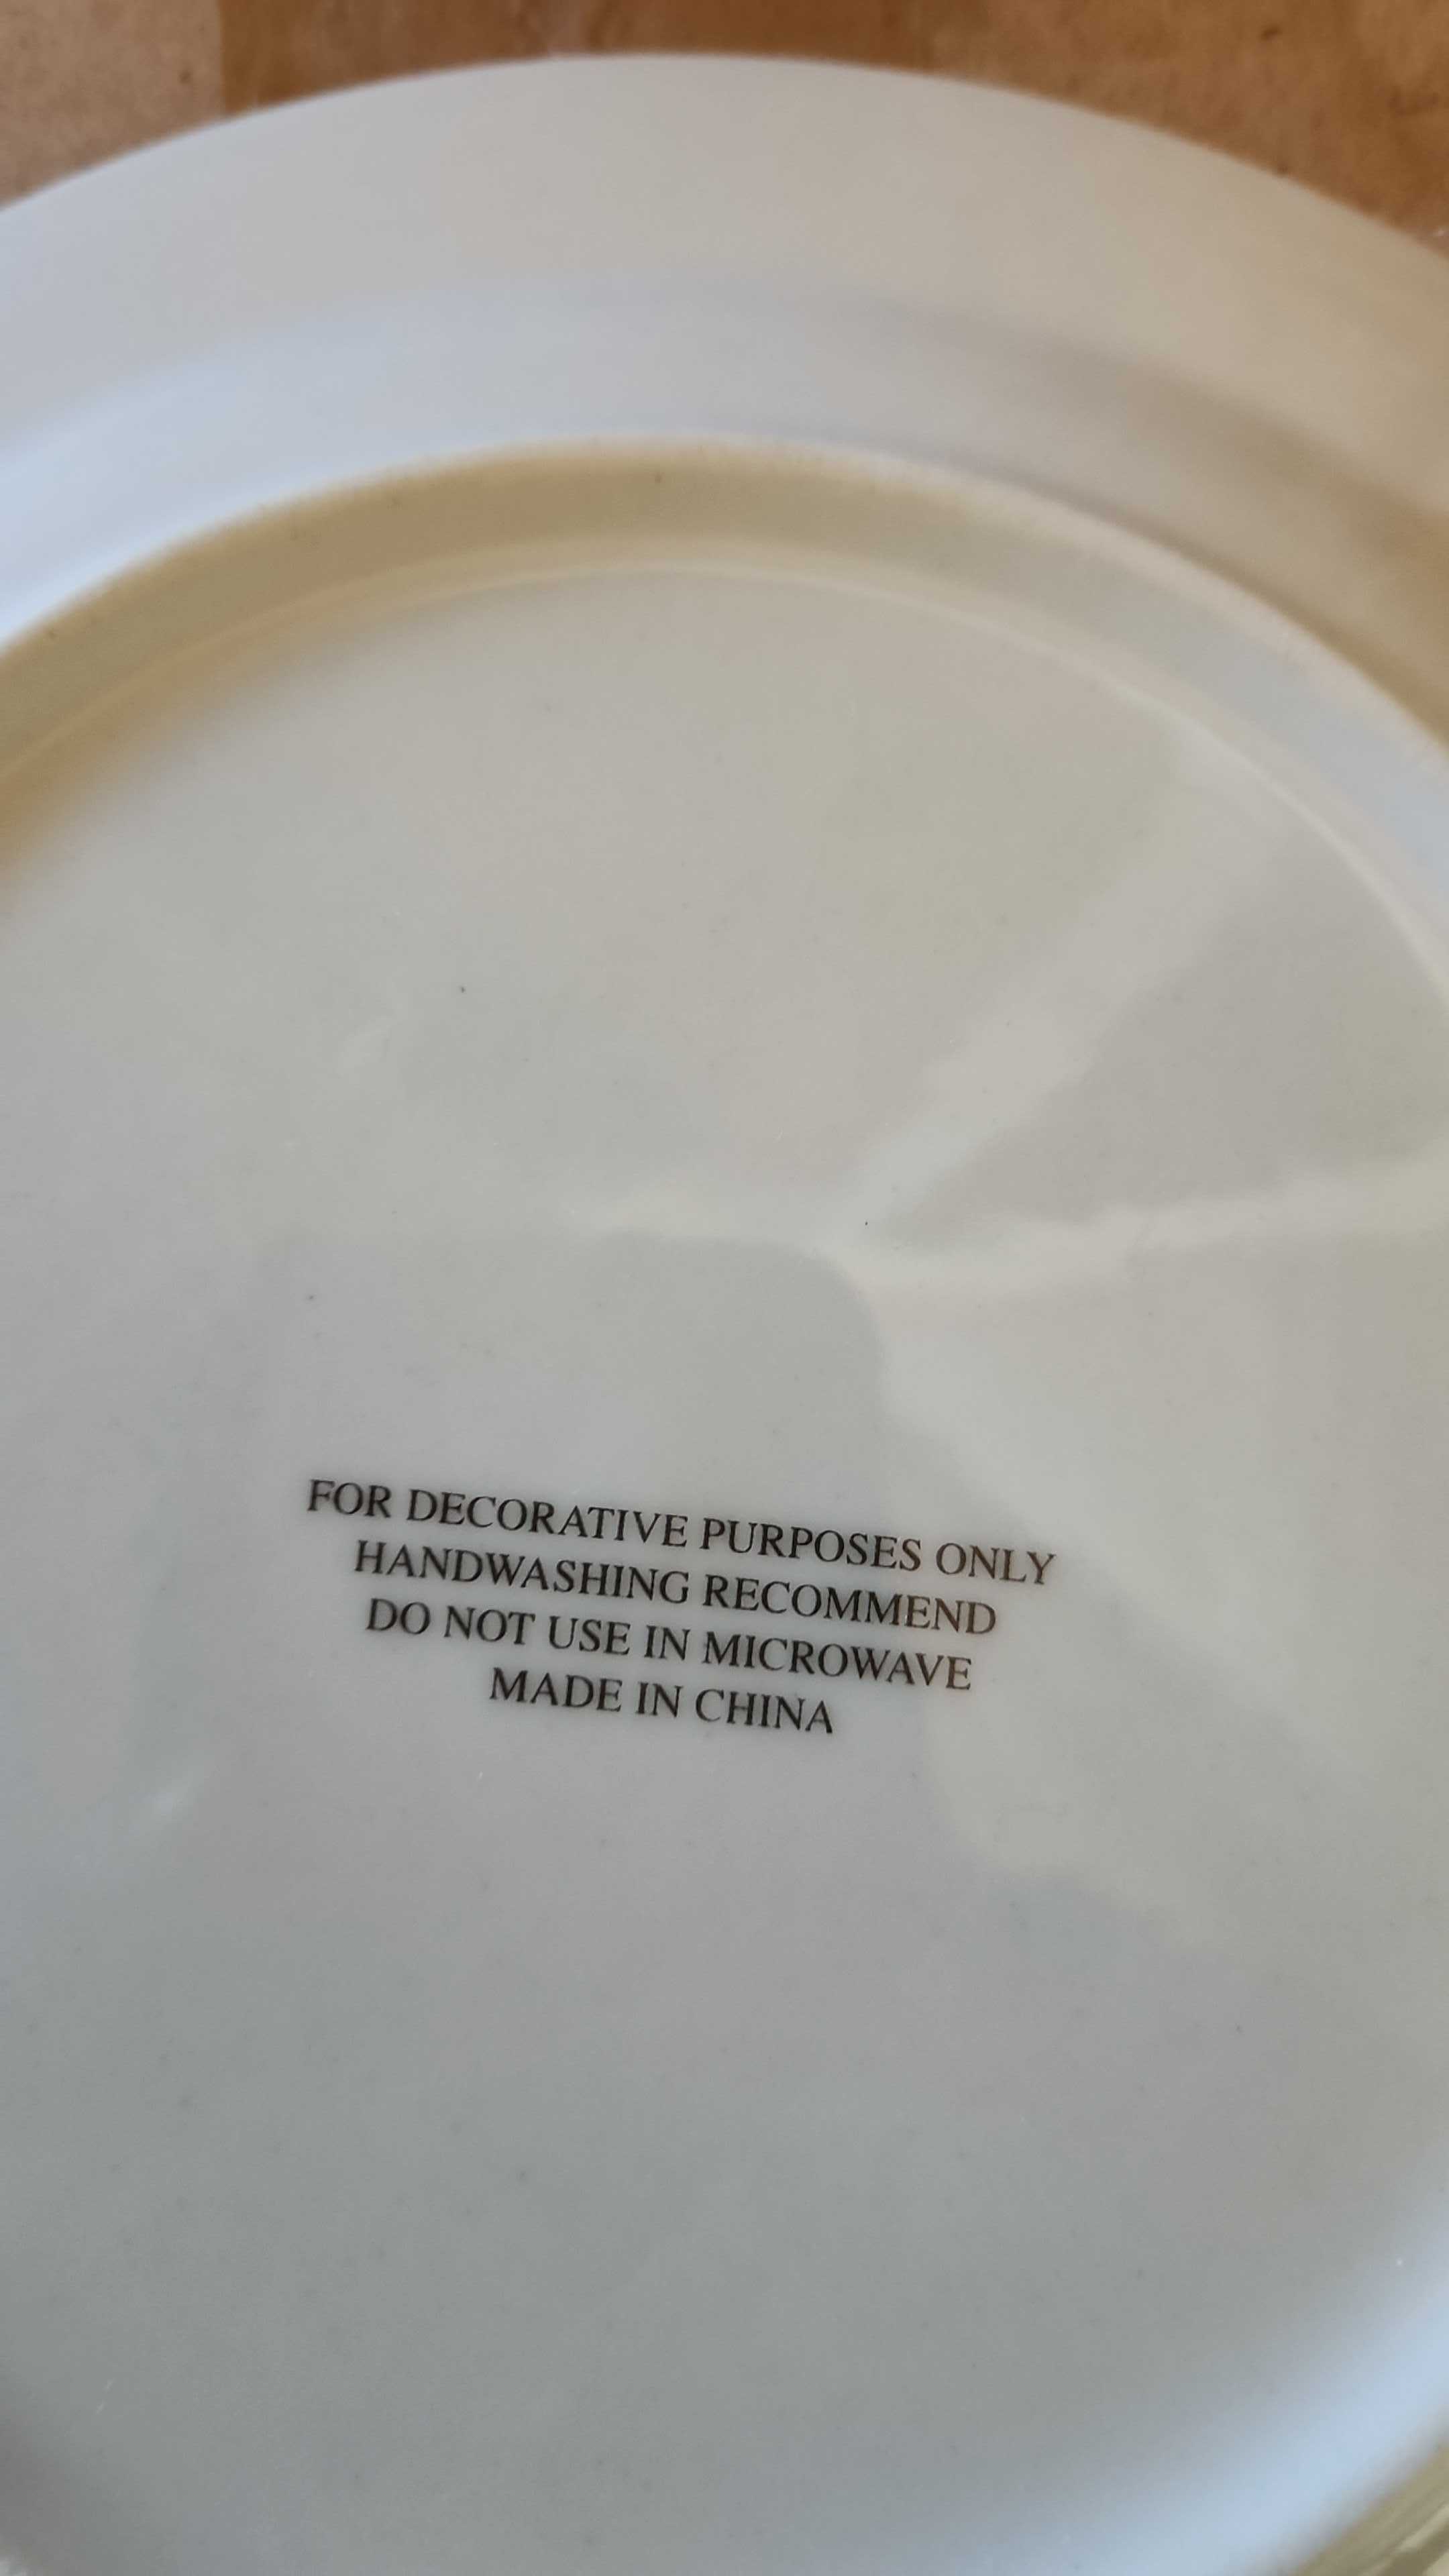 FOR DECORATIVE PURPOSES ONLY
HANDWASHING RECOMMEND
DO NOT USE IN MICROWAVE
MADE IN CHINA